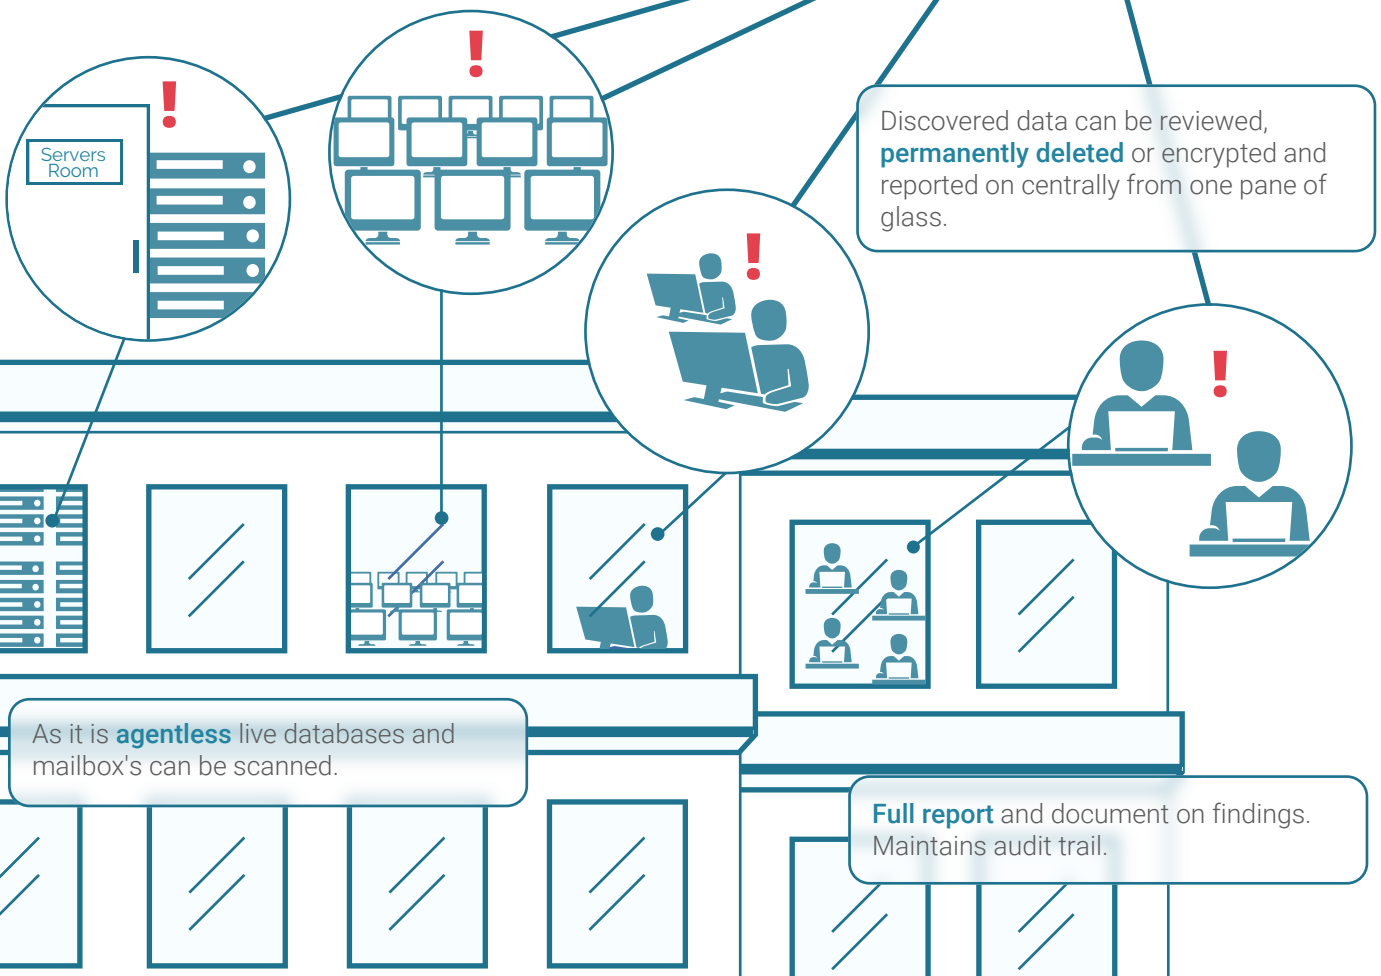 Servers
Room
Discovered data can be reviewed,
permanently deleted or encrypted and
reported on centrally from one pane of
glass.
As it is agentless live databases and
mailbox's can be scanned.
Full report and document on findings.
Maintains audit trail.